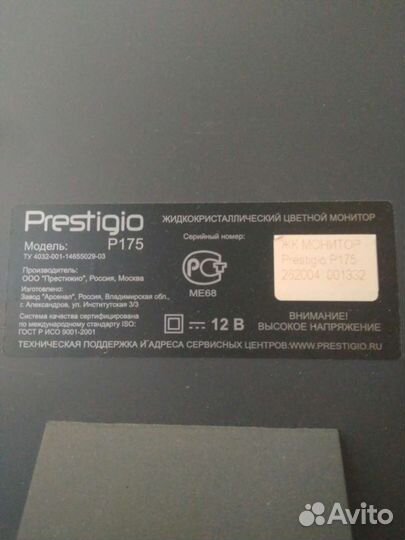 Prestigio
ЖИДКОКРИСТАЛЛИЧЕСКИЙ ЦВЕТНОЙ МОНИТОР
Модель: P175
ТУ 4032-001-14655029-03
Серийный номер:
ЖК МОНИТОР
Prestigio P175
262004 001332
Производитель:
ООО "Престижио", Россия, Москва
РСТ
МЕ68
Изготовлено:
Завод "Арсенал", Россия, Владимирская обл.,
г. Александров, ул. Институтская 3/3
Система качества сертифицирована
по международному стандарту ISO:
ГОСТ Р ИСО 9001-2001
12 В
ВНИМАНИЕ!
ВЫСОКОЕ НАПРЯЖЕНИЕ
ТЕХНИЧЕСКАЯ ПОДДЕРЖКА И АДРЕСА СЕРВИСНЫХ ЦЕНТРОВ:WWW.PRESTIGIO.RU
Avito